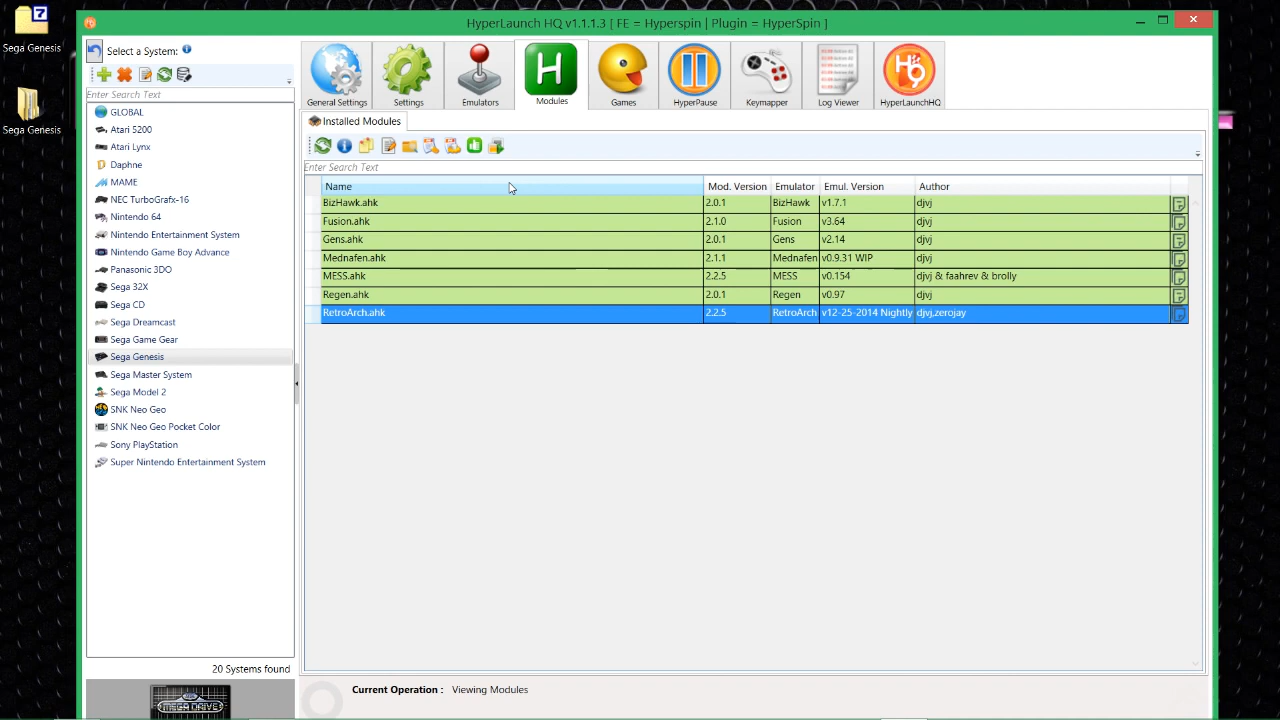 HyperLaunch HQ v1.1.1.3 [ FE = Hyperspin | Plugin = HyperSpin ]
7
Sega Genesis
Sega Genesis
Select a System:
Enter Search Text
GLOBAL
Atari 5200
Atari Lynx
Daphne
MAME
NEC TurboGrafx-16
Nintendo 64
Nintendo Entertainment System
Nintendo Game Boy Advance
Panasonic 3DO
Sega 32X
Sega CD
Sega Dreamcast
Sega Game Gear
Sega Genesis
Sega Master System
Sega Model 2
SNK Neo Geo
SNK Neo Geo Pocket Color
Sony PlayStation
Super Nintendo Entertainment System
20 Systems found
MEGA DRIVE
General Settings
Settings
Emulators
H
Modules
Games
HyperPause
Keymapper
Log Viewer
HQ
HyperLaunchHQ
Installed Modules
Enter Search Text
Name Mod. Version Emulator Emul. Version Author
BizHawk.ahk 2.0.1 BizHawk v1.7.1 djvj
Fusion.ahk 2.1.0 Fusion v3.64 djvj
Gens.ahk 2.0.1 Gens v2.14 djvj
Mednafen.ahk 2.1.1 Mednafen v0.9.31 WIP djvj
MESS.ahk 2.2.5 MESS v0.154 djvj & faahrev & brolly
Regen.ahk 2.0.1 Regen v0.97 djvj
RetroArch.ahk 2.2.5 RetroArch v12-25-2014 Nightly djvj,zerojay
Current Operation : Viewing Modules